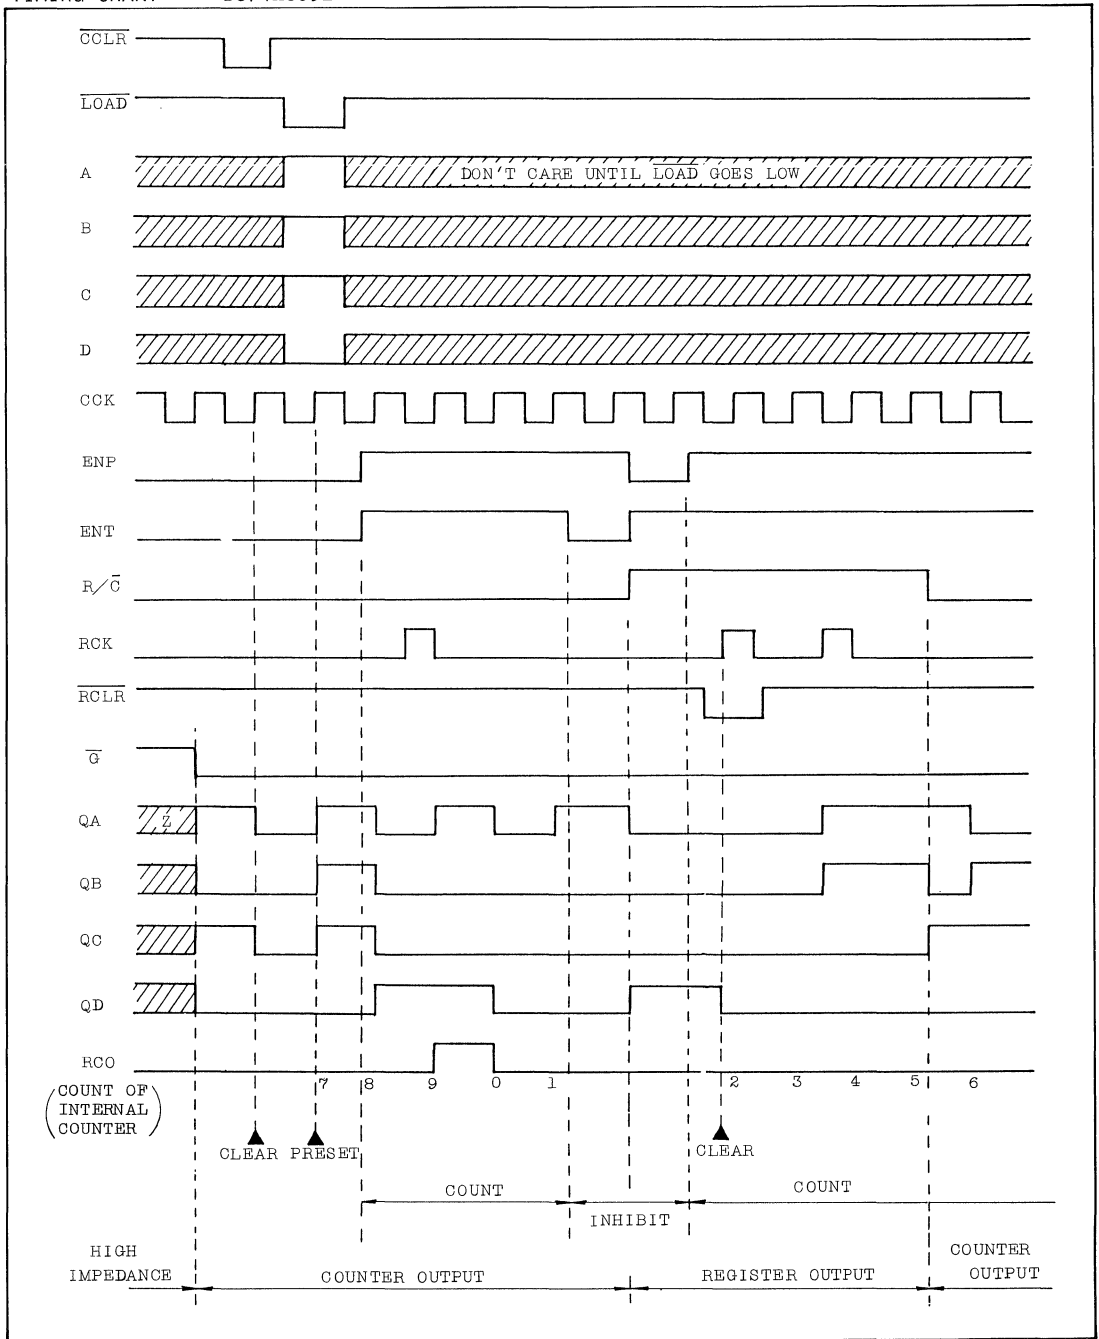 CCLR
LOAD
A
DON'T CARE UNTIL LOAD GOES LOW
B
C
D
CCK
ENP
ENT
R/C
RCK
RCLR
G
QA
Z
QB
QC
QD
RCO
(COUNT OF INTERNAL COUNTER)
7 8 9 0 1 2 3 4 5 6
CLEAR PRESET CLEAR
COUNT INHIBIT COUNT
HIGH IMPEDANCE
COUNTER OUTPUT
REGISTER OUTPUT
COUNTER OUTPUT